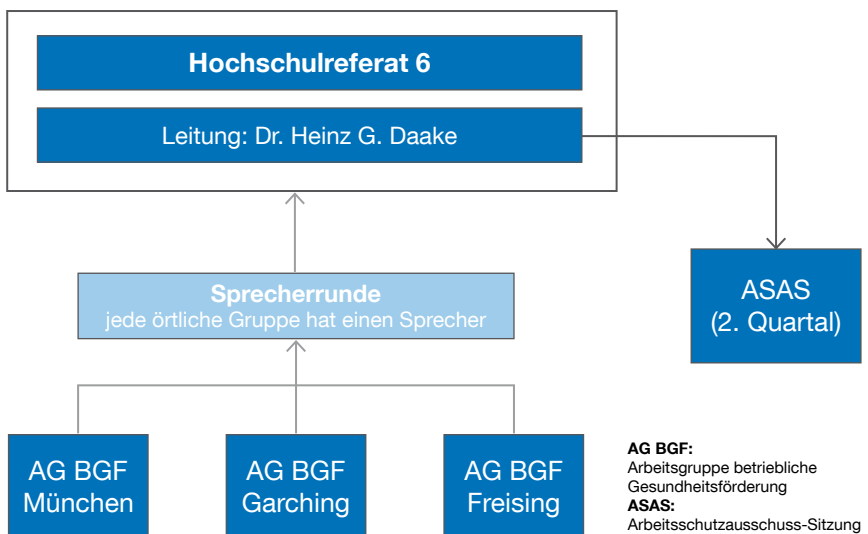 Hochschulreferat 6
Leitung: Dr. Heinz G. Daake
Sprecherrunde
jede örtliche Gruppe hat einen Sprecher
ASAS
(2. Quartal)
AG BGF
München
AG BGF
Garching
AG BGF
Freising
AG BGF:
Arbeitsgruppe betriebliche
Gesundheitsförderung
ASAS:
Arbeitsschutzausschuss-Sitzung